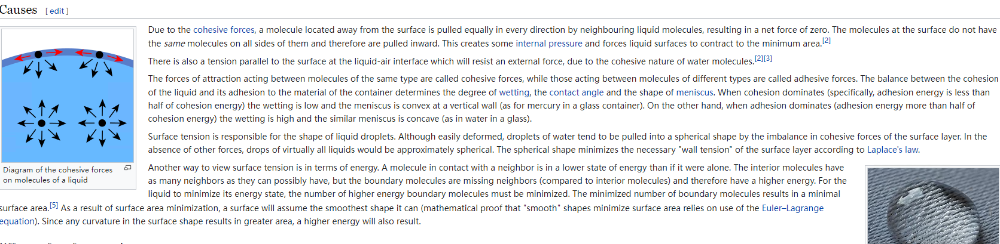 Causes [ edit ]
Due to the cohesive forces, a molecule located away from the surface is pulled equally in every direction by neighbouring liquid molecules, resulting in a net force of zero. The molecules at the surface do not have
the same molecules on all sides of them and therefore are pulled inward. This creates some internal pressure and forces liquid surfaces to contract to the minimum area.[2]
There is also a tension parallel to the surface at the liquid-air interface which will resist an external force, due to the cohesive nature of water molecules.[2][3]
The forces of attraction acting between molecules of the same type are called cohesive forces, while those acting between molecules of different types are called adhesive forces. The balance between the cohesion
of the liquid and its adhesion to the material of the container determines the degree of wetting, the contact angle and the shape of meniscus. When cohesion dominates (specifically, adhesion energy is less than
half of cohesion energy) the wetting is low and the meniscus is convex at a vertical wall (as for mercury in a glass container). On the other hand, when adhesion dominates (adhesion energy more than half of
cohesion energy) the wetting is high and the similar meniscus is concave (as in water in a glass).
Surface tension is responsible for the shape of liquid droplets. Although easily deformed, droplets of water tend to be pulled into a spherical shape by the imbalance in cohesive forces of the surface layer. In the
absence of other forces, drops of virtually all liquids would be approximately spherical. The spherical shape minimizes the necessary "wall tension" of the surface layer according to Laplace's law.
Diagram of the cohesive forces
on molecules of a liquid
Another way to view surface tension is in terms of energy. A molecule in contact with a neighbor is in a lower state of energy than if it were alone. The interior molecules have
as many neighbors as they can possibly have, but the boundary molecules are missing neighbors (compared to interior molecules) and therefore have a higher energy. For the
liquid to minimize its energy state, the number of higher energy boundary molecules must be minimized. The minimized number of boundary molecules results in a minimal
surface area.[5] As a result of surface area minimization, a surface will assume the smoothest shape it can (mathematical proof that "smooth" shapes minimize surface area relies on use of the Euler–Lagrange
equation). Since any curvature in the surface shape results in greater area, a higher energy will also result.